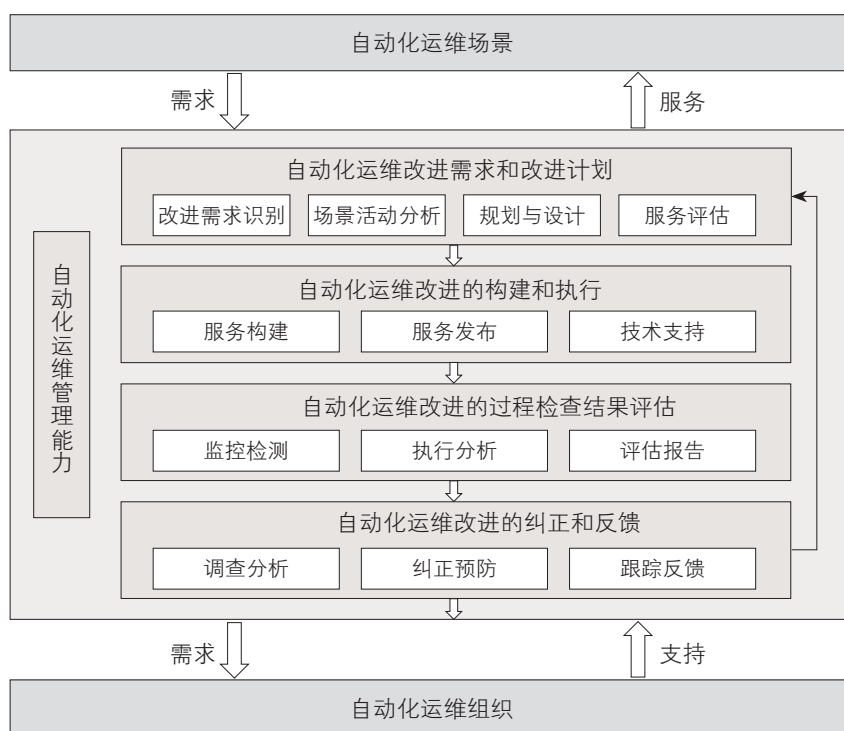 自动化运维场景
需求
服务
自动化运维管理能力
自动化运维改进需求和改进计划
改进需求识别
场景活动分析
规划与设计
服务评估
自动化运维改进的构建和执行
服务构建
服务发布
技术支持
自动化运维改进的过程检查结果评估
监控检测
执行分析
评估报告
自动化运维改进的纠正和反馈
调查分析
纠正预防
跟踪反馈
需求
支持
自动化运维组织